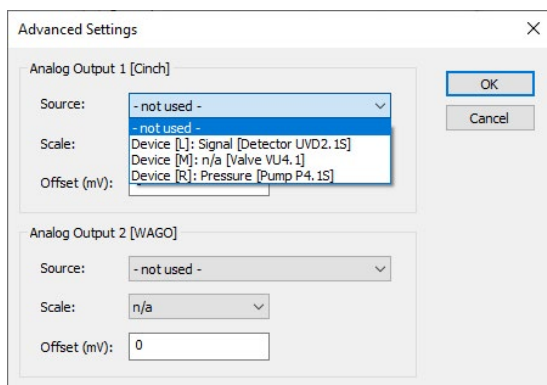 Advanced Settings
Analog Output 1 [Cinch]
Source:
- not used -
- not used -
Device [L]: Signal [Detector UVD2.1S]
Device [M]: n/a [Valve VU4.1]
Device [R]: Pressure [Pump P4.1S]
Scale:
Offset (mV):
OK
Cancel
Analog Output 2 [WAGO]
Source:
- not used -
Scale:
n/a
Offset (mV):
0